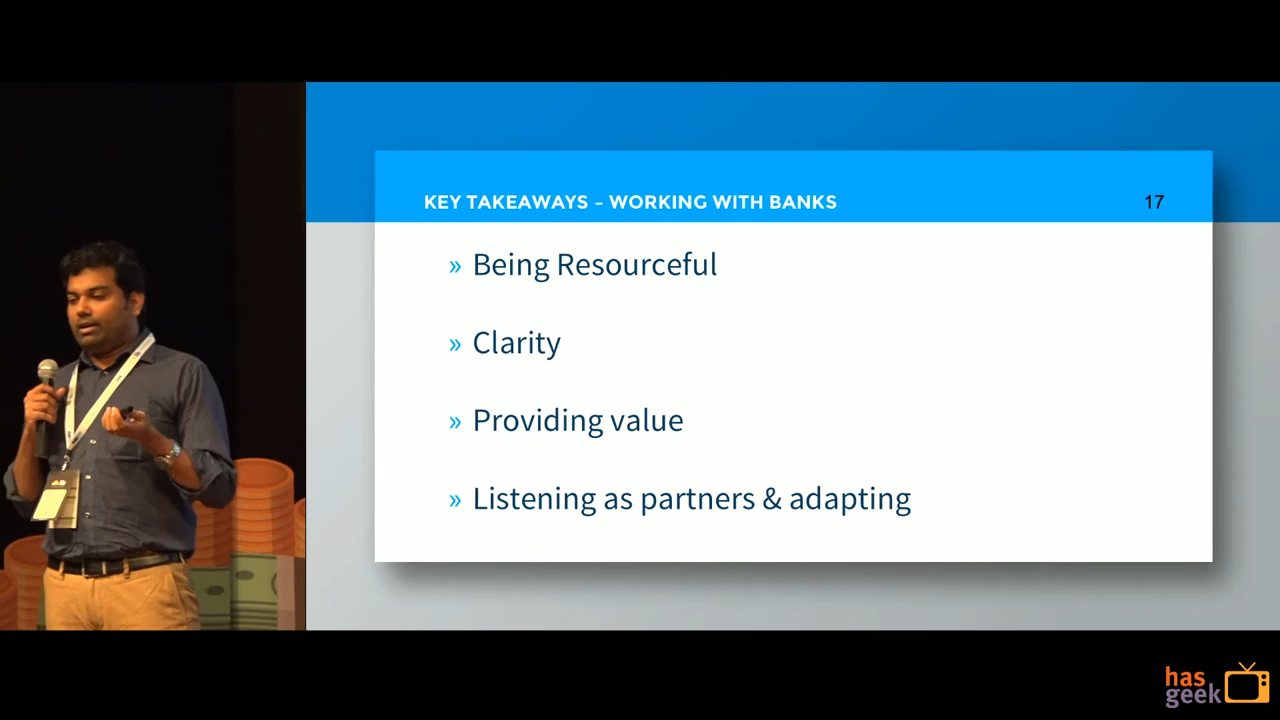 KEY TAKEAWAYS – WORKING WITH BANKS
17
» Being Resourceful
» Clarity
» Providing value
» Listening as partners & adapting
has
geek